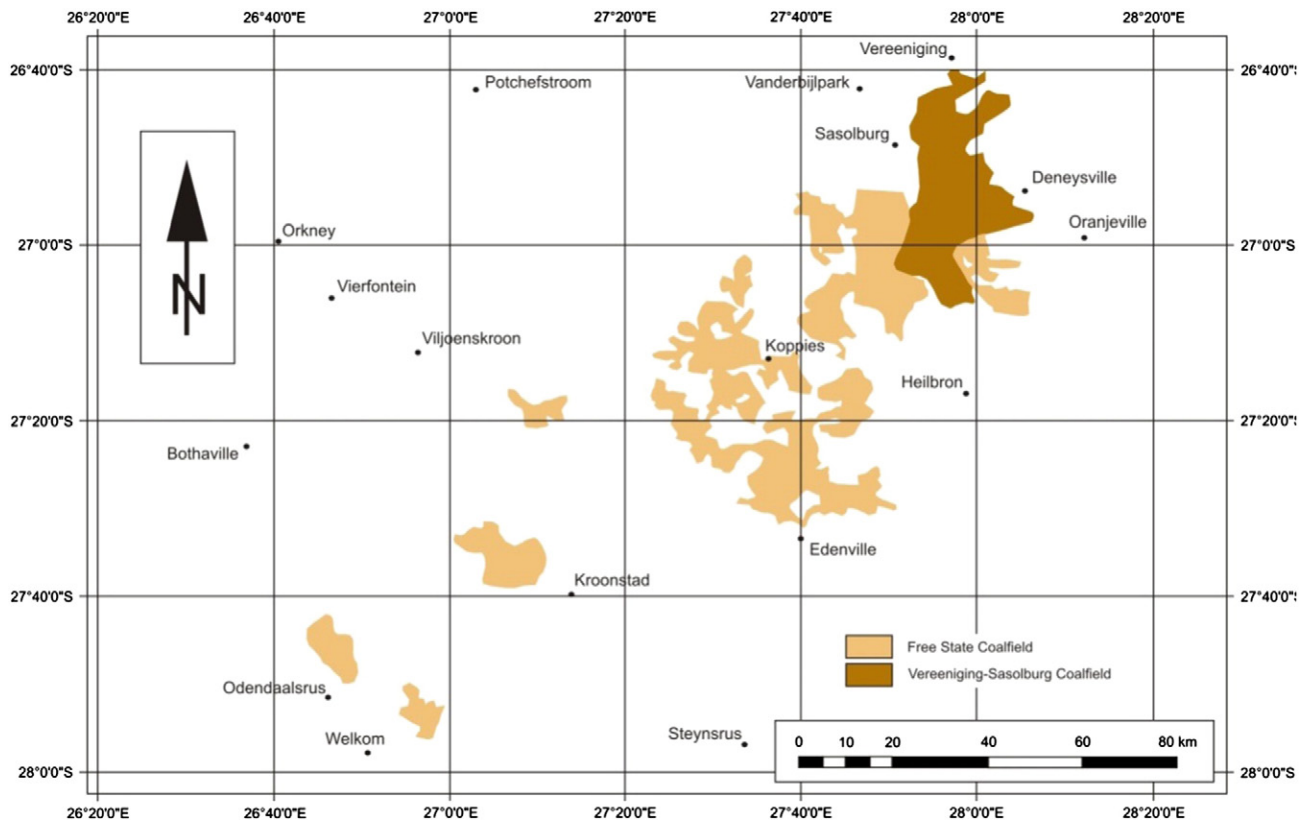 26°20'0"E 26°40'0"E 27°0'0"E 27°20'0"E 27°40'0"E 28°0'0"E 28°20'0"E
Vereeniging
26°40'0"S 26°40'0"S
Potchefstroom
Vanderbijlpark
Sasolburg
Deneysville
Oranjeville
Orkney
27°0'0"S 27°0'0"S
N
Vierfontein
Viljoenskroon
Koppies
Heilbron
27°20'0"S 27°20'0"S
Bothaville
Edenville
Kroonstad
27°40'0"S 27°40'0"S
Free State Coalfield
Vereeniging-Sasolburg Coalfield
Odendaalsrus
Welkom
Steynsrus
0 10 20 40 60 80 km
28°0'0"S 28°0'0"S
26°20'0"E 26°40'0"E 27°0'0"E 27°20'0"E 27°40'0"E 28°0'0"E 28°20'0"E